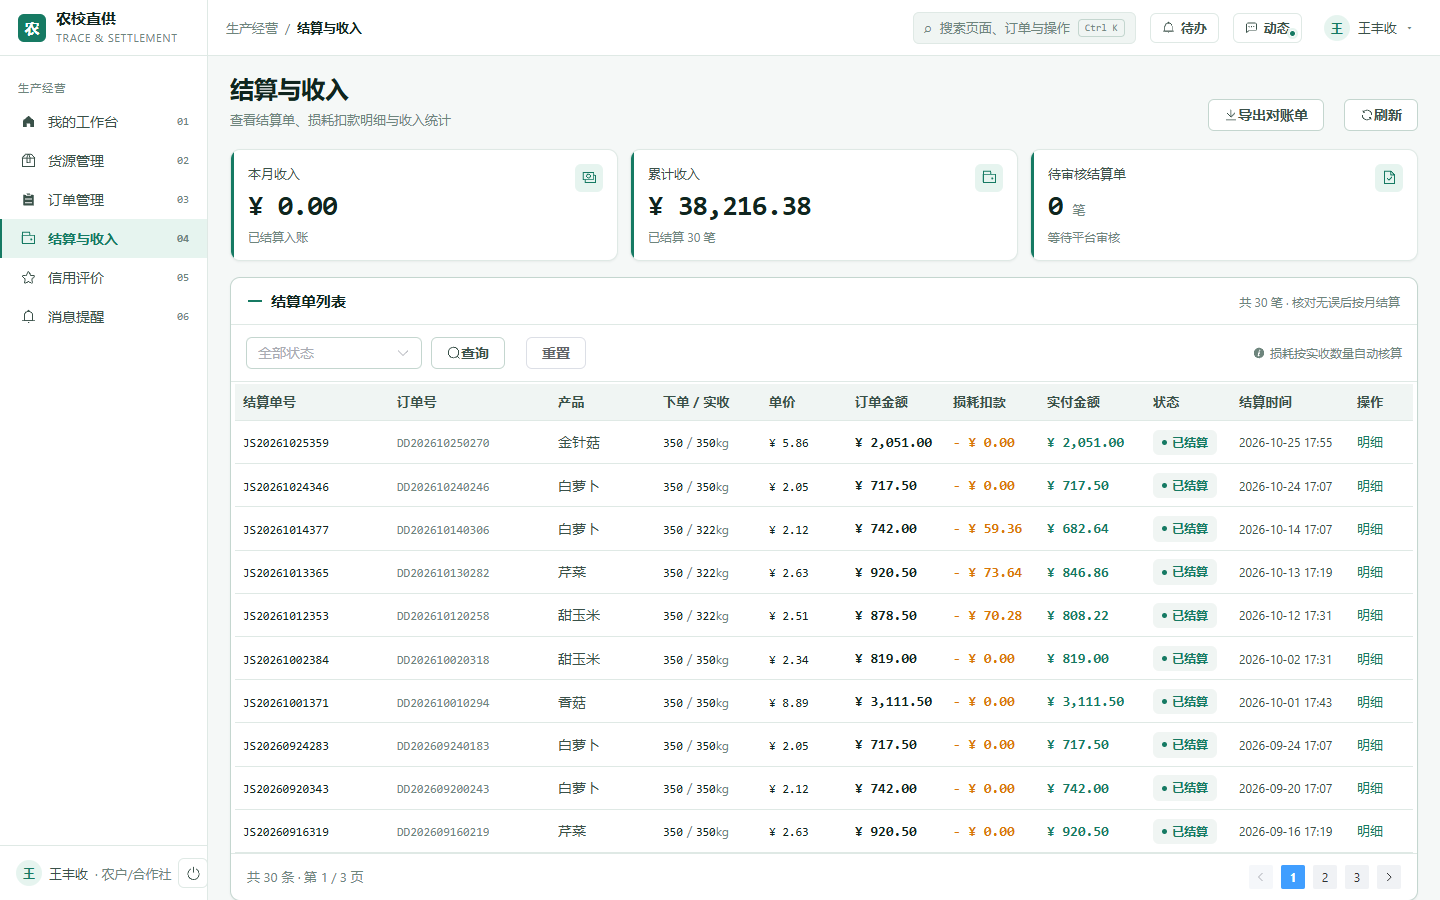 农 农校直供
TRACE & SETTLEMENT
生产经营 / 结算与收入
搜索页面、订单与操作 Ctrl K
待办
动态
王 王丰收
生产经营
我的工作台 01
货源管理 02
订单管理 03
结算与收入 04
信用评价 05
消息提醒 06
王 王丰收 · 农户/合作社
结算与收入
查看结算单、损耗扣款明细与收入统计
导出对账单
刷新
本月收入
¥ 0.00
已结算入账
累计收入
¥ 38,216.38
已结算 30 笔
待审核结算单
0 笔
等待平台审核
结算单列表
共 30 笔 · 核对无误后按月结算
全部状态
查询
重置
损耗按实收数量自动核算
结算单号 订单号 产品 下单 / 实收 单价 订单金额 损耗扣款 实付金额 状态 结算时间 操作
JS20261025359 DD202610250270 金针菇 350 / 350kg ¥ 5.86 ¥ 2,051.00 - ¥ 0.00 ¥ 2,051.00 已结算 2026-10-25 17:55 明细
JS20261024346 DD202610240246 白萝卜 350 / 350kg ¥ 2.05 ¥ 717.50 - ¥ 0.00 ¥ 717.50 已结算 2026-10-24 17:07 明细
JS20261014377 DD202610140306 白萝卜 350 / 322kg ¥ 2.12 ¥ 742.00 - ¥ 59.36 ¥ 682.64 已结算 2026-10-14 17:07 明细
JS20261013365 DD202610130282 芹菜 350 / 322kg ¥ 2.63 ¥ 920.50 - ¥ 73.64 ¥ 846.86 已结算 2026-10-13 17:19 明细
JS20261012353 DD202610120258 甜玉米 350 / 322kg ¥ 2.51 ¥ 878.50 - ¥ 70.28 ¥ 808.22 已结算 2026-10-12 17:31 明细
JS20261002384 DD202610020318 甜玉米 350 / 350kg ¥ 2.34 ¥ 819.00 - ¥ 0.00 ¥ 819.00 已结算 2026-10-02 17:31 明细
JS20261001371 DD202610010294 香菇 350 / 350kg ¥ 8.89 ¥ 3,111.50 - ¥ 0.00 ¥ 3,111.50 已结算 2026-10-01 17:43 明细
JS20260924283 DD202609240183 白萝卜 350 / 350kg ¥ 2.05 ¥ 717.50 - ¥ 0.00 ¥ 717.50 已结算 2026-09-24 17:07 明细
JS20260920343 DD202609200243 白萝卜 350 / 350kg ¥ 2.12 ¥ 742.00 - ¥ 0.00 ¥ 742.00 已结算 2026-09-20 17:07 明细
JS20260916319 DD202609160219 芹菜 350 / 350kg ¥ 2.63 ¥ 920.50 - ¥ 0.00 ¥ 920.50 已结算 2026-09-16 17:19 明细
共 30 条 · 第 1 / 3 页
1 2 3